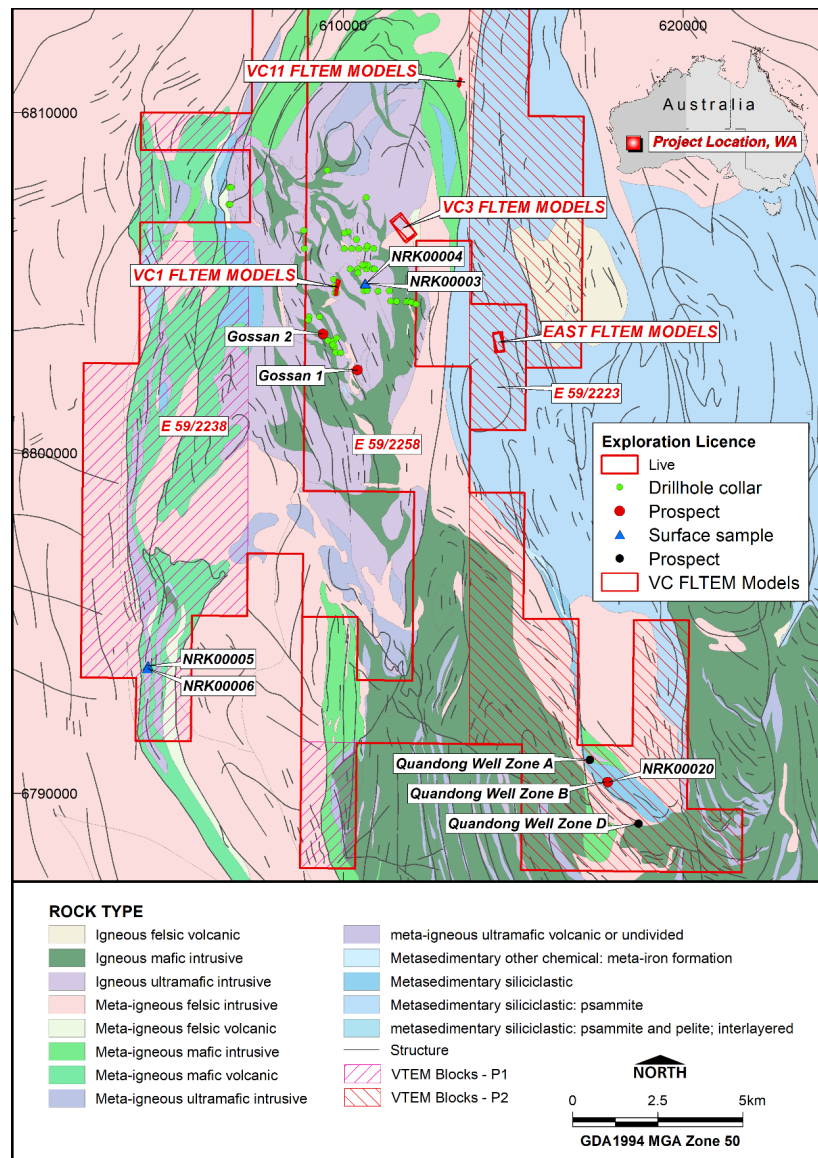 610000
620000
VC11 FLTEM MODELS
6810000
Australia
Project Location, WA
VC3 FLTEM MODELS
NRK00004
VC1 FLTEM MODELS
NRK00003
Gossan 2
EAST FLTEM MODELS
Gossan 1
E 59/2223
E 59/2238
E 59/2258
6800000
Exploration Licence
Live
Drillhole collar
Prospect
Surface sample
Prospect
VC FLTEM Models
NRK00005
NRK00006
Quandong Well Zone A
NRK00020
Quandong Well Zone B
6790000
Quandong Well Zone D
ROCK TYPE
Igneous felsic volcanic
Igneous mafic intrusive
Igneous ultramafic intrusive
Meta-igneous felsic intrusive
Meta-igneous felsic volcanic
Meta-igneous mafic intrusive
Meta-igneous mafic volcanic
Meta-igneous ultramafic intrusive
meta-igneous ultramafic volcanic or undivided
Metasedimentary other chemical: meta-iron formation
Metasedimentary siliciclastic
Metasedimentary siliciclastic: psammite
metasedimentary siliciclastic: psammite and pelite; interlayered
Structure
VTEM Blocks - P1
VTEM Blocks - P2
NORTH
0 2.5 5km
GDA1994 MGA Zone 50